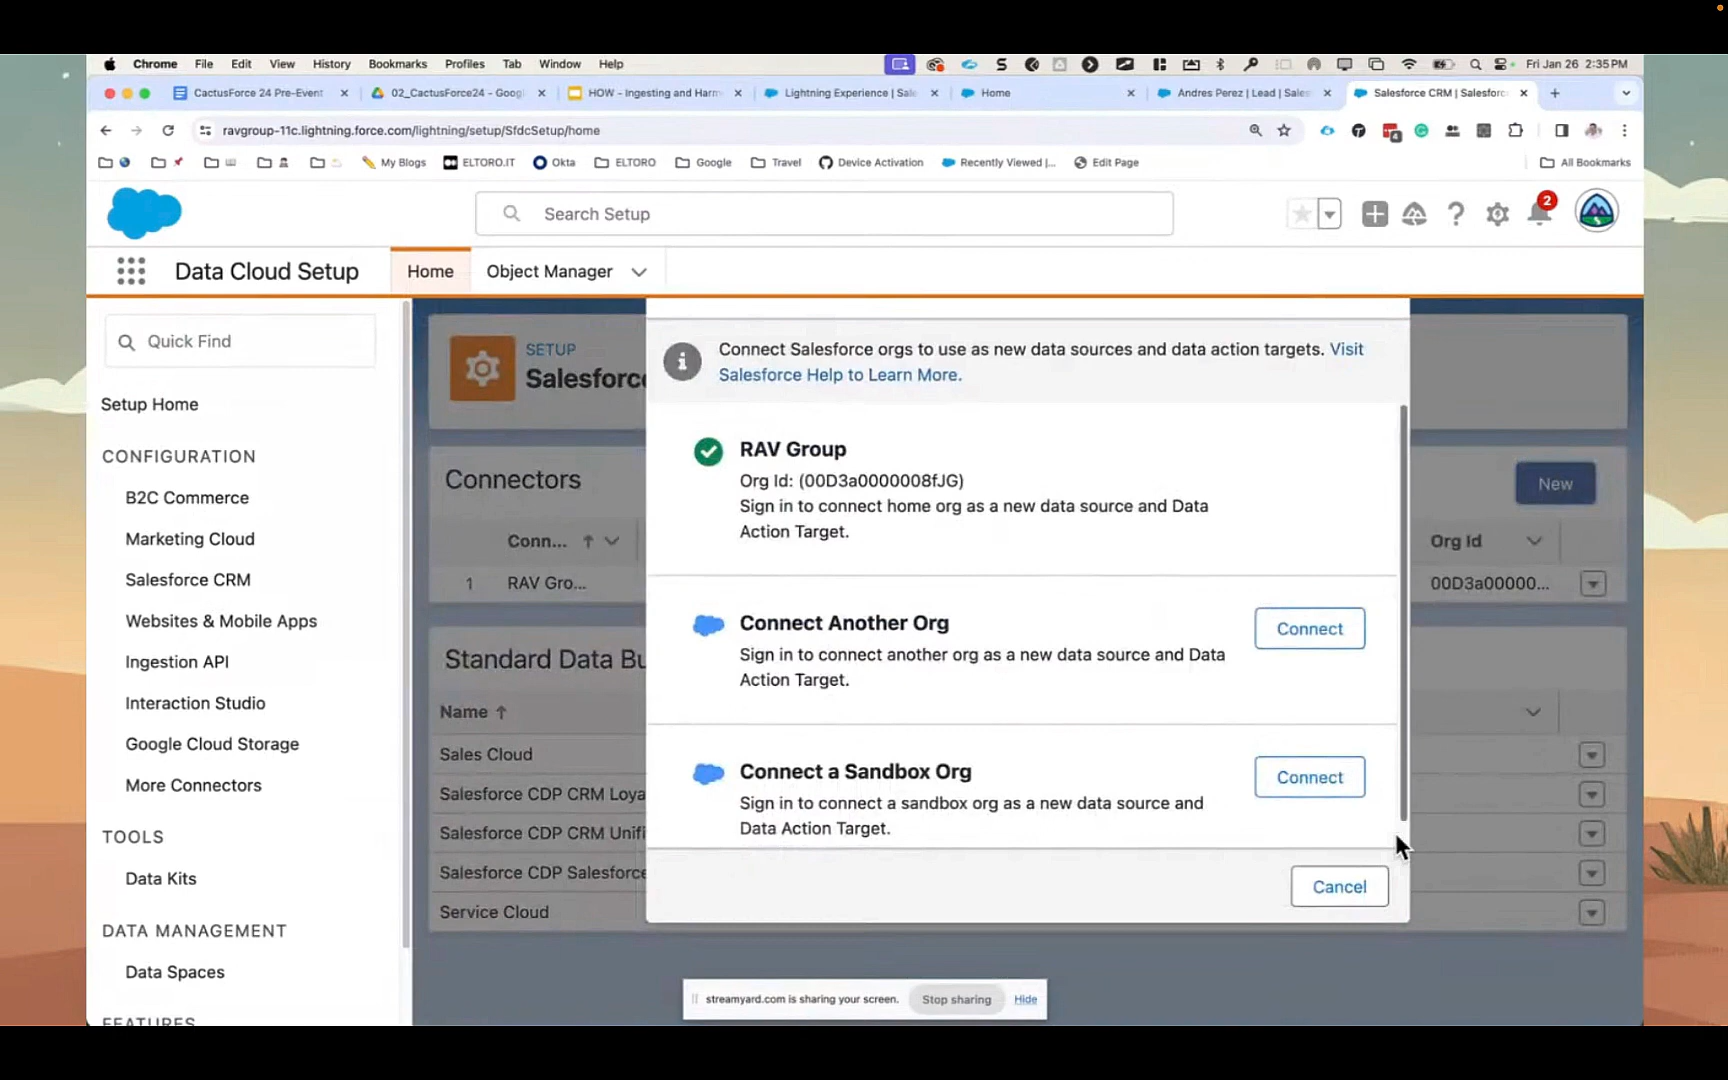 Chrome File Edit View History Bookmarks Profiles Tab Window Help
Fri Jan 26 2:35 PM
CactusForce 24 Pre-Event
02_CactusForce24 - Goog
HOW - Ingesting and Harm
Lightning Experience | Sale
Home
Andres Perez | Lead | Sales
Salesforce CRM | Salesforc
ravgroup-11c.lightning.force.com/lightning/setup/SfdcSetup/home
My Blogs ELTORO.IT Okta ELTORO Google Travel Device Activation Recently Viewed |... Edit Page All Bookmarks
Search Setup
2
Data Cloud Setup
Home
Object Manager
Quick Find
Setup Home
CONFIGURATION
B2C Commerce
Marketing Cloud
Salesforce CRM
Websites & Mobile Apps
Ingestion API
Interaction Studio
Google Cloud Storage
More Connectors
TOOLS
Data Kits
DATA MANAGEMENT
Data Spaces
FEATURES
SETUP
Salesforc
Connectors
New
Conn...
Org Id
1 RAV Gro...
00D3a00000...
Standard Data Bu
Name
Sales Cloud
Salesforce CDP CRM Loya
Salesforce CDP CRM Unifi
Salesforce CDP Salesforce
Service Cloud
Connect Salesforce orgs to use as new data sources and data action targets. Visit
Salesforce Help to Learn More.
RAV Group
Org Id: (00D3a0000008fJG)
Sign in to connect home org as a new data source and Data
Action Target.
Connect Another Org
Sign in to connect another org as a new data source and Data
Action Target.
Connect
Connect a Sandbox Org
Sign in to connect a sandbox org as a new data source and
Data Action Target.
Connect
Cancel
streamyard.com is sharing your screen. Stop sharing Hide